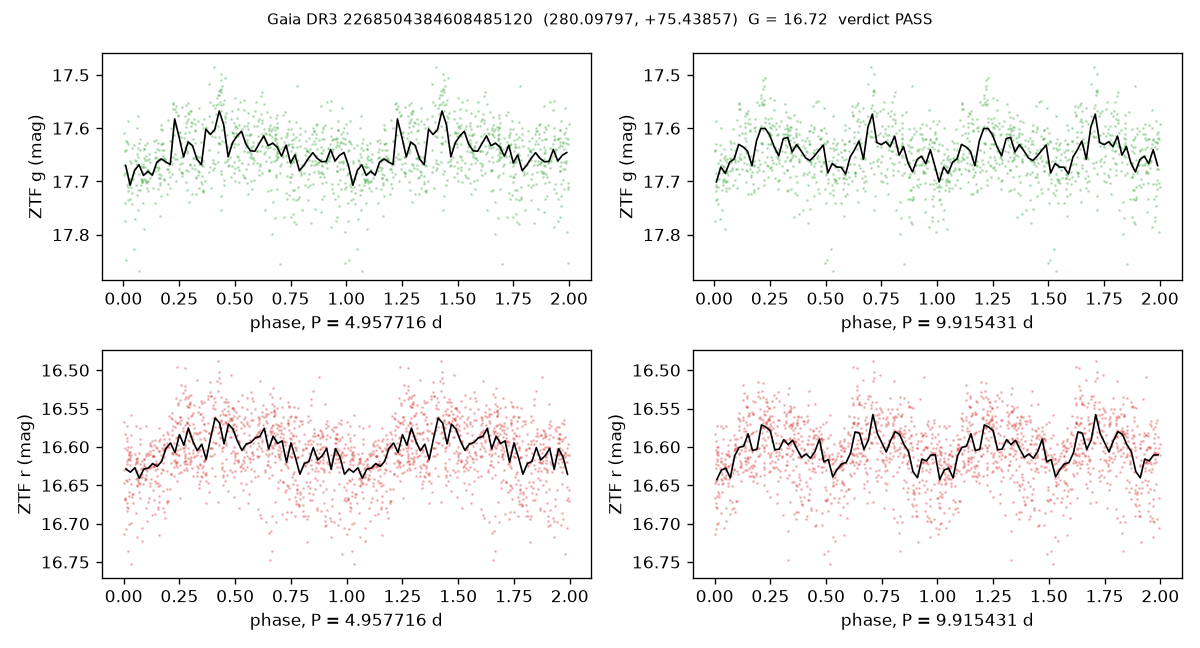 Gaia DR3 2268504384608485120 (280.09797, +75.43857) G = 16.72 verdict PASS
ZTF g (mag)
17.5
17.6
17.7
17.8
0.00 0.25 0.50 0.75 1.00 1.25 1.50 1.75 2.00
phase, P = 4.957716 d
ZTF g (mag)
17.5
17.6
17.7
17.8
0.00 0.25 0.50 0.75 1.00 1.25 1.50 1.75 2.00
phase, P = 9.915431 d
ZTF r (mag)
16.50
16.55
16.60
16.65
16.70
16.75
0.00 0.25 0.50 0.75 1.00 1.25 1.50 1.75 2.00
phase, P = 4.957716 d
ZTF r (mag)
16.50
16.55
16.60
16.65
16.70
16.75
0.00 0.25 0.50 0.75 1.00 1.25 1.50 1.75 2.00
phase, P = 9.915431 d